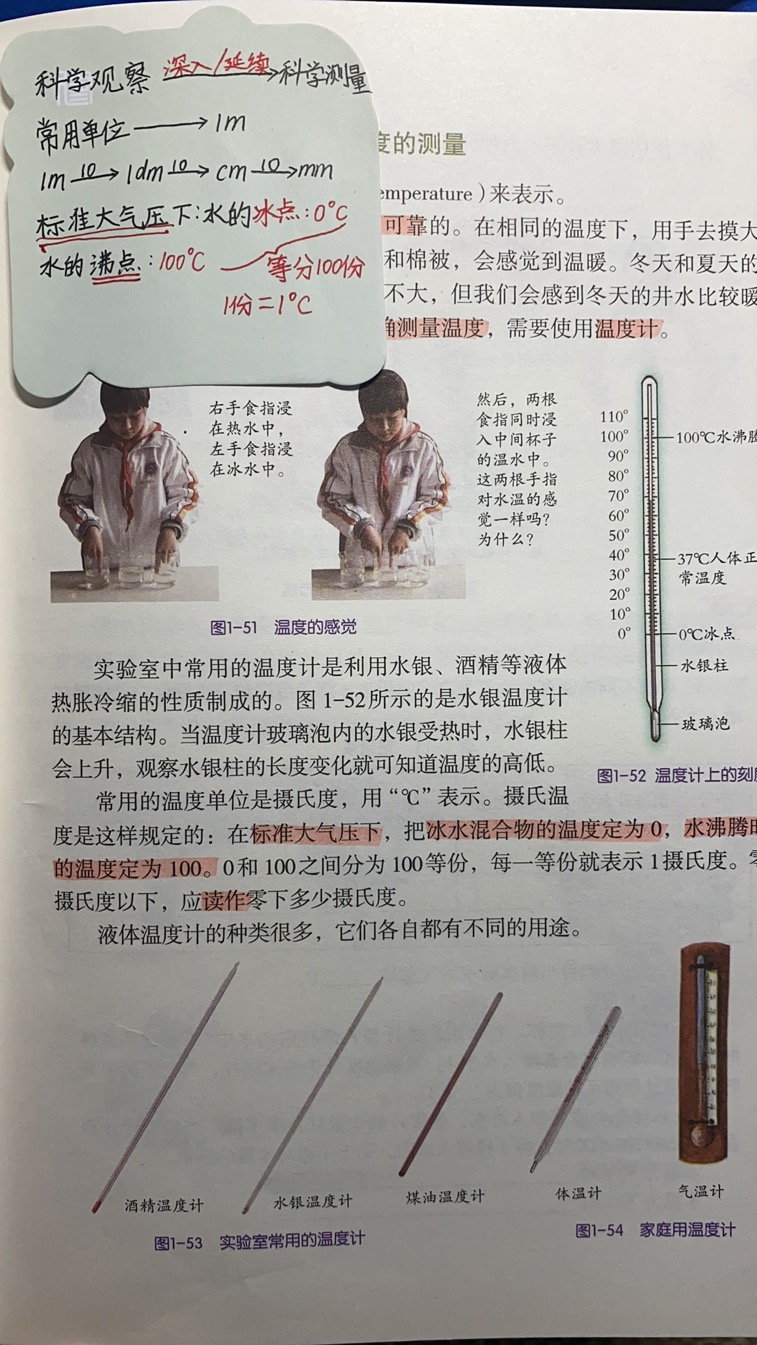 科学观察 深入/延续 科学测量
常用单位 1m
1m 10 1dm 10 cm 10 mm
标准大气压下:水的冰点:0℃
水的沸点:100℃ 等分100份
1份=1℃
度的测量
emperature)来表示。
可靠的。在相同的温度下,用手去摸大
和棉被,会感觉到温暖。冬天和夏天的
不大,但我们会感到冬天的井水比较暖
确测量温度,需要使用温度计。
右手食指浸
在热水中,
左手食指浸
在冰水中。
然后,两根
食指同时浸
入中间杯子
的温水中。
这两根手指
对水温的感
觉一样吗?
为什么?
110°
100° 100℃水沸腾
90°
80°
70°
60°
50°
40° 37℃人体正
30° 常温度
20°
10°
0° 0℃冰点
水银柱
玻璃泡
图1-51 温度的感觉
图1-52 温度计上的刻度
实验室中常用的温度计是利用水银、酒精等液体
热胀冷缩的性质制成的。图1-52所示的是水银温度计
的基本结构。当温度计玻璃泡内的水银受热时,水银柱
会上升,观察水银柱的长度变化就可知道温度的高低。
常用的温度单位是摄氏度,用“℃”表示。摄氏温
度是这样规定的:在标准大气压下,把冰水混合物的温度定为0,水沸腾时
的温度定为100。0和100之间分为100等份,每一等份就表示1摄氏度。零
摄氏度以下,应读作零下多少摄氏度。
液体温度计的种类很多,它们各自都有不同的用途。
酒精温度计
水银温度计
煤油温度计
体温计
气温计
图1-53 实验室常用的温度计
图1-54 家庭用温度计